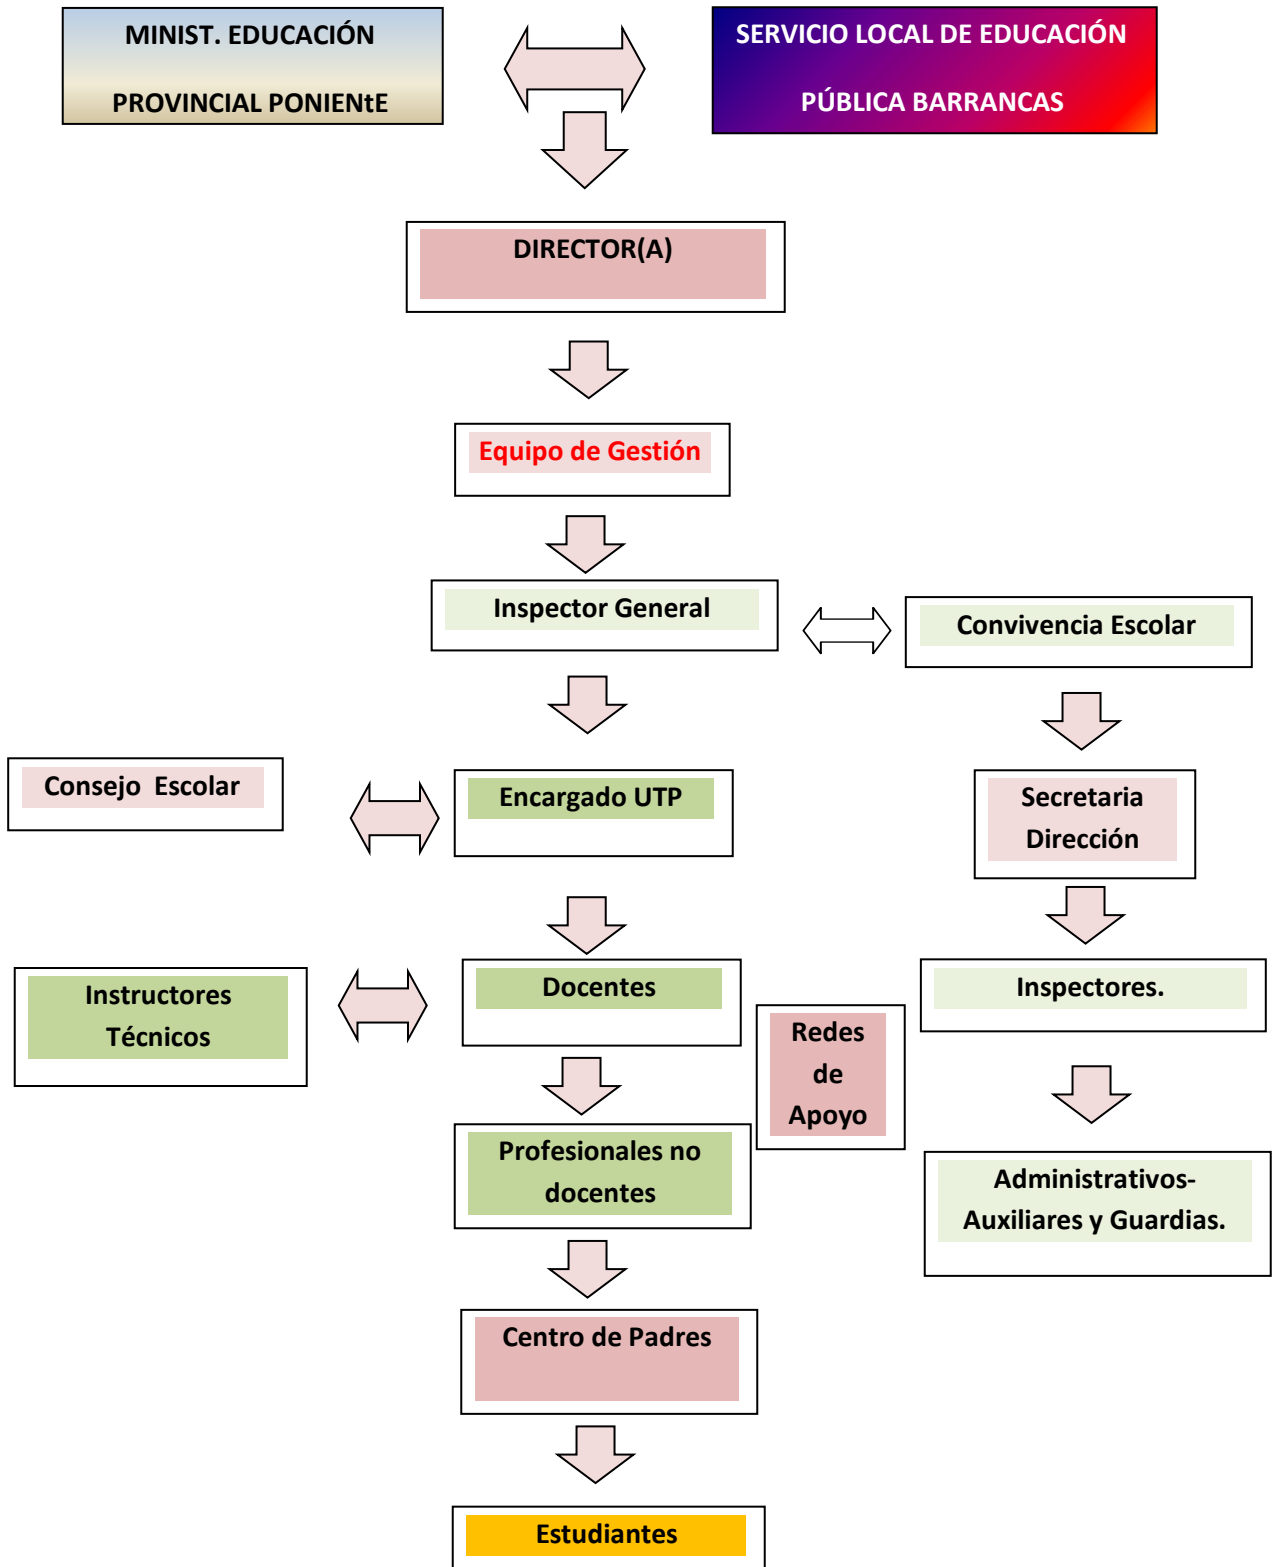 MINIST. EDUCACIÓN
PROVINCIAL PONIENtE
SERVICIO LOCAL DE EDUCACIÓN
PÚBLICA BARRANCAS
DIRECTOR(A)
Equipo de Gestión
Inspector General
Convivencia Escolar
Consejo  Escolar
Encargado UTP
Secretaria
Dirección
Instructores
Técnicos
Docentes
Redes
de
Apoyo
Inspectores.
Profesionales no
docentes
Administrativos-
Auxiliares y Guardias.
Centro de Padres
Estudiantes